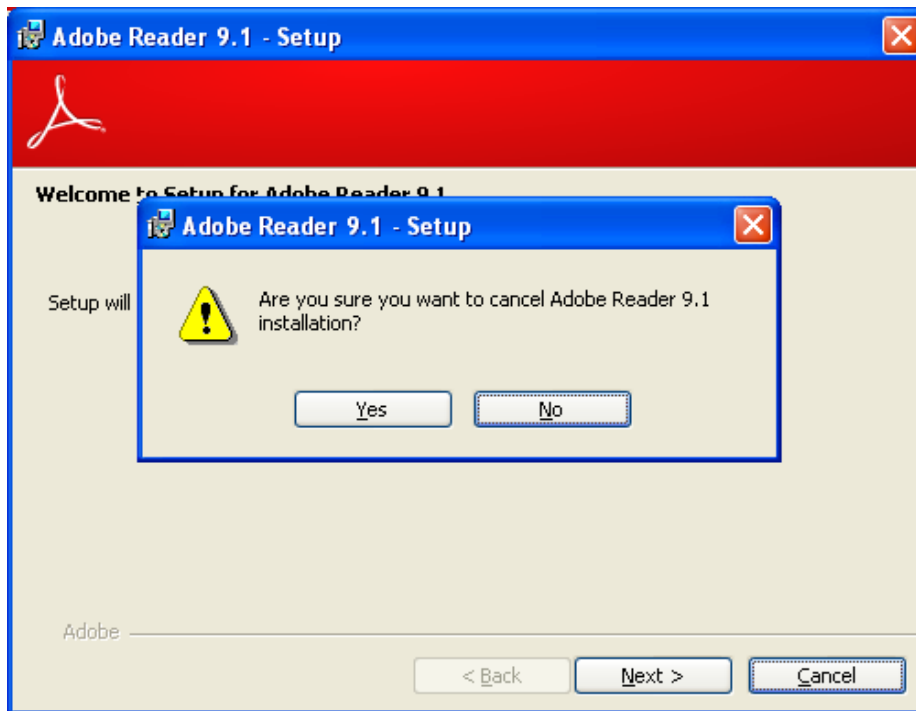 Adobe Reader 9.1 - Setup
Welcome to Setup for Adobe Reader 9.1
Adobe Reader 9.1 - Setup
Setup will
Are you sure you want to cancel Adobe Reader 9.1
installation?
Yes
No
Adobe
< Back
Next >
Cancel